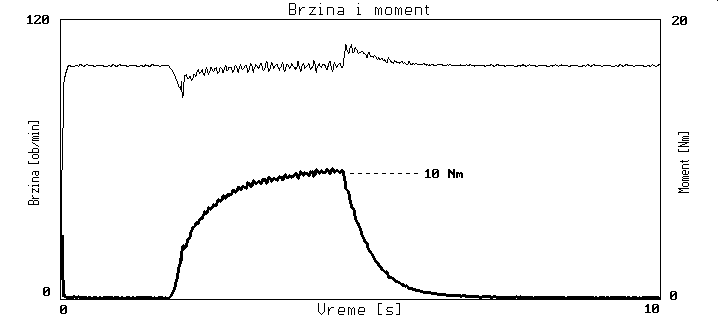 Brzina i moment
120
20
Brzina [ob/min]
Moment [Nm]
10 Nm
0
0
0
Vreme [s]
10